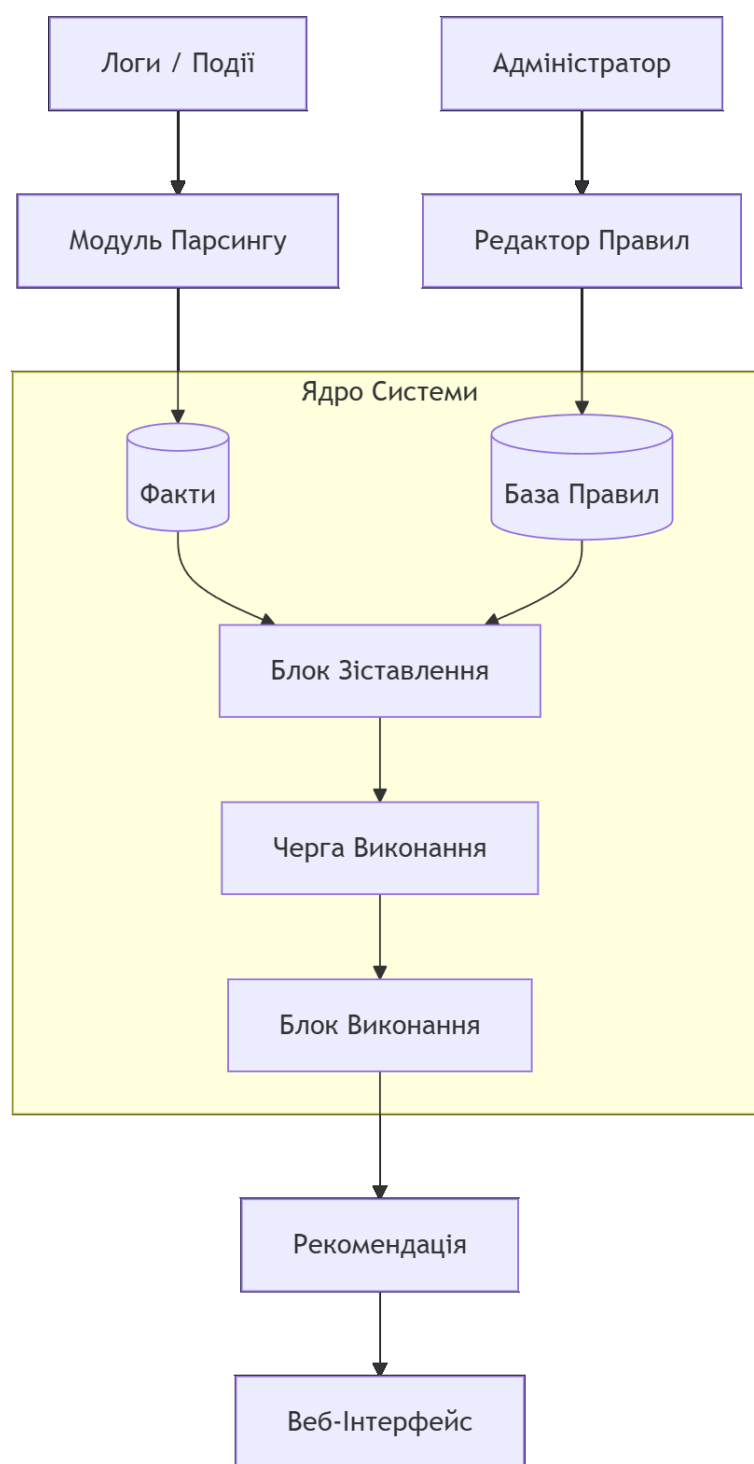 Логи / Події
Адміністратор
Модуль Парсингу
Редактор Правил
Ядро Системи
Факти
База Правил
Блок Зіставлення
Черга Виконання
Блок Виконання
Рекомендація
Веб-Інтерфейс